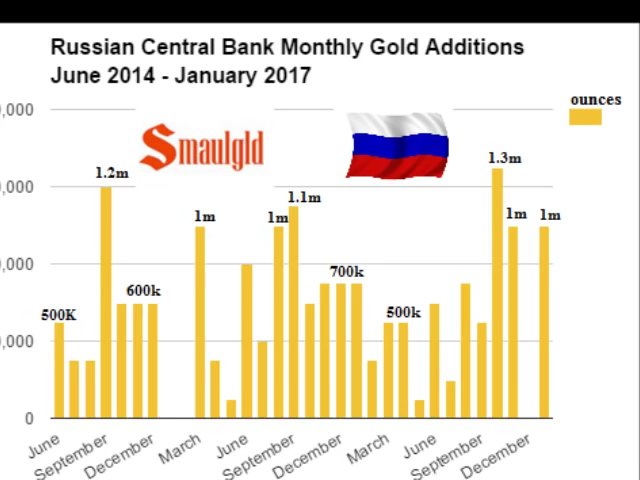 Russian Central Bank Monthly Gold Additions
June 2014 - January 2017
ounces
Smaulgld
1.3m
1.2m
1.1m
1m
1m
1m
1m
700k
600k
500K
500k
0
June
September
December
March
June
September
December
March
June
September
December